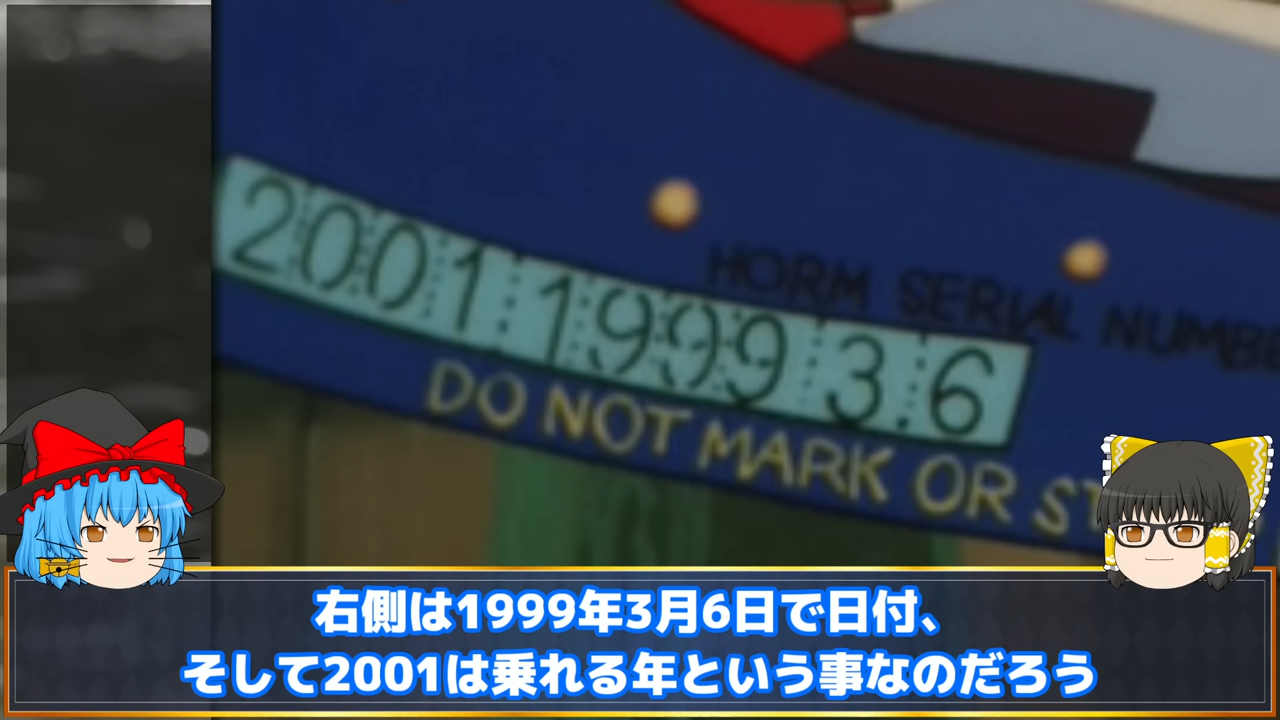 HORM SERIAL NUMBE
2001 1999 3.6
DO NOT MARK OR ST
右側は1999年3月6日で日付、
そして2001は乗れる年という事なのだろう